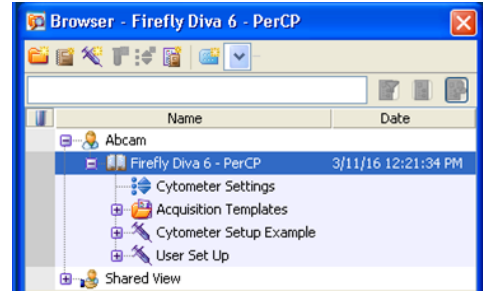 Browser - Firefly Diva 6 - PerCP
Name Date
Abcam
Firefly Diva 6 - PerCP 3/11/16 12:21:34 PM
Cytometer Settings
Acquisition Templates
Cytometer Setup Example
User Set Up
Shared View